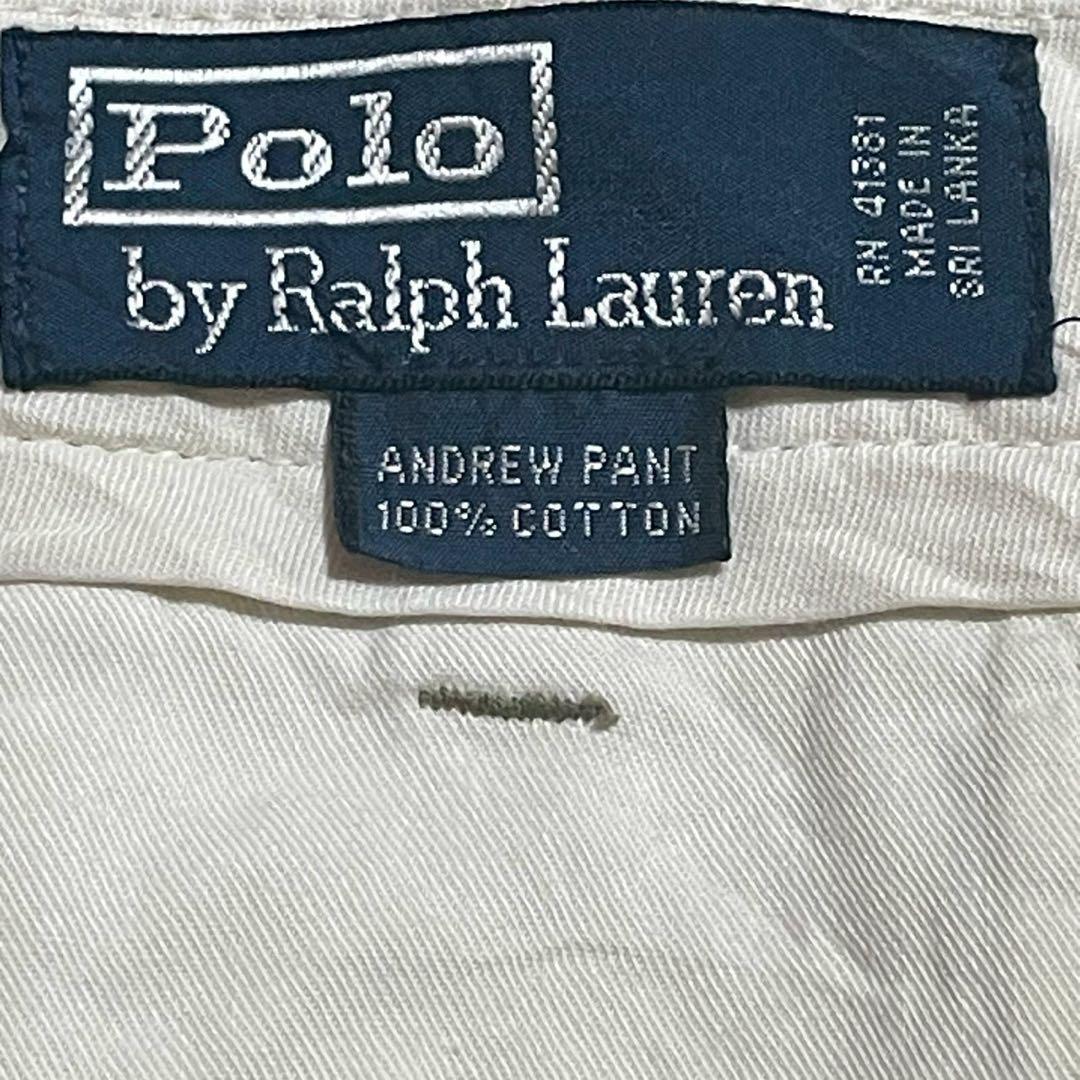 Polo
by Ralph Lauren
RN 41381
MADE IN
SRI LANKA
ANDREW PANT
100% COTTON